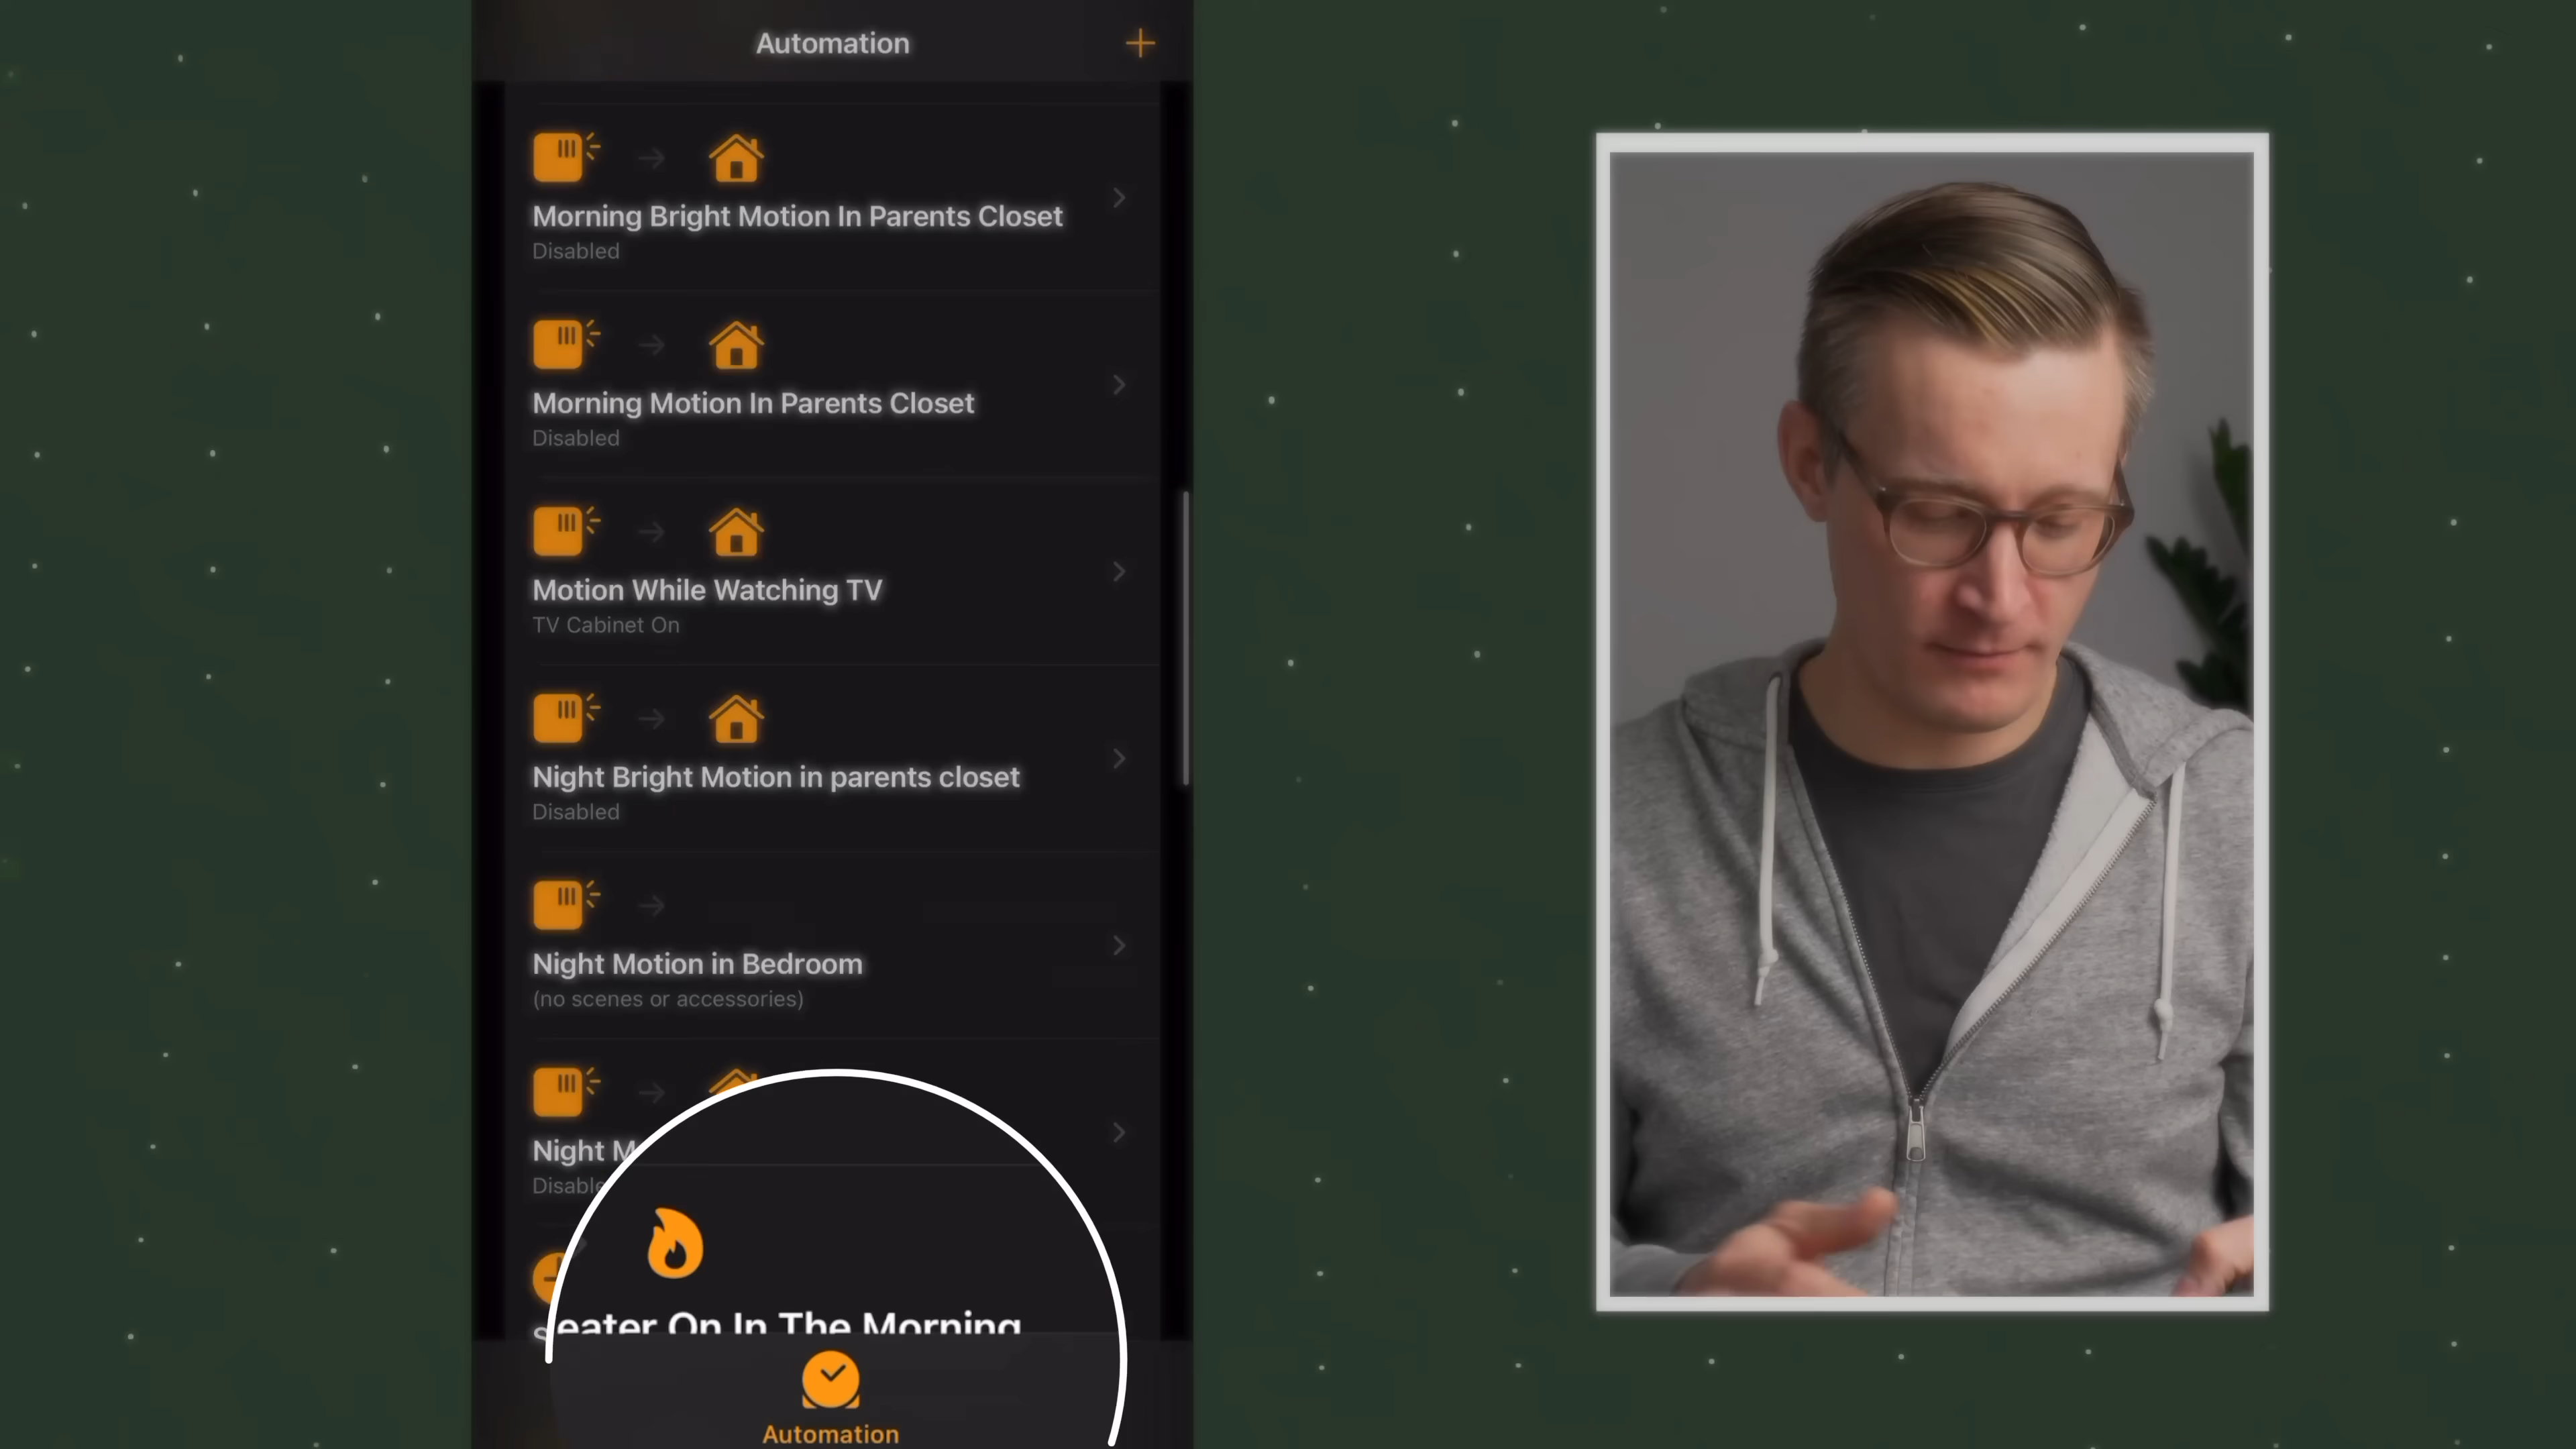 Automation
Morning Bright Motion In Parents Closet
Disabled
Morning Motion In Parents Closet
Disabled
Motion While Watching TV
TV Cabinet On
Night Bright Motion in parents closet
Disabled
Night Motion in Bedroom
(no scenes or accessories)
Night
On In The Morning
Automation